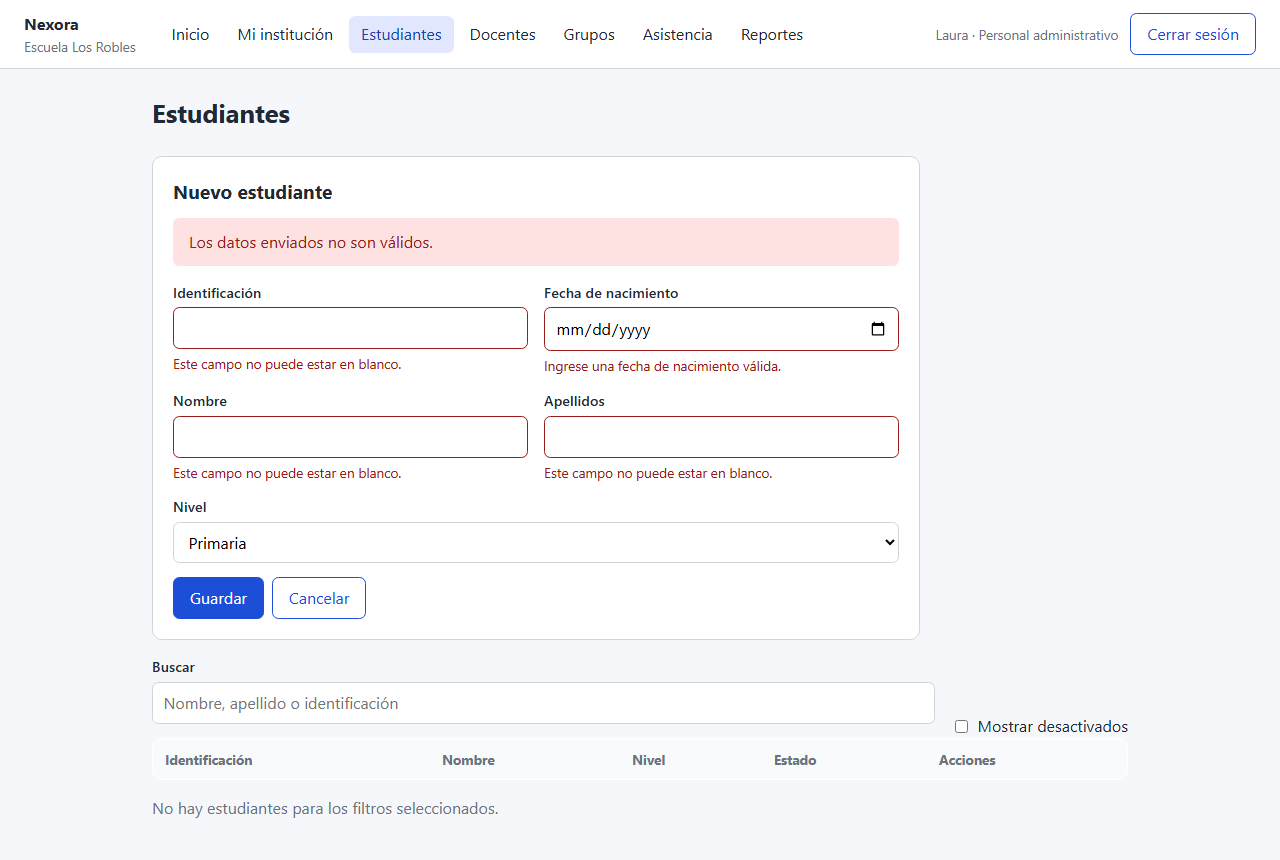 Nexora
Escuela Los Robles
Inicio
Mi institución
Estudiantes
Docentes
Grupos
Asistencia
Reportes
Laura · Personal administrativo
Cerrar sesión
Estudiantes
Nuevo estudiante
Los datos enviados no son válidos.
Identificación
Fecha de nacimiento
mm/dd/yyyy
Este campo no puede estar en blanco.
Ingrese una fecha de nacimiento válida.
Nombre
Apellidos
Este campo no puede estar en blanco.
Este campo no puede estar en blanco.
Nivel
Primaria
Guardar
Cancelar
Buscar
Nombre, apellido o identificación
Mostrar desactivados
Identificación
Nombre
Nivel
Estado
Acciones
No hay estudiantes para los filtros seleccionados.